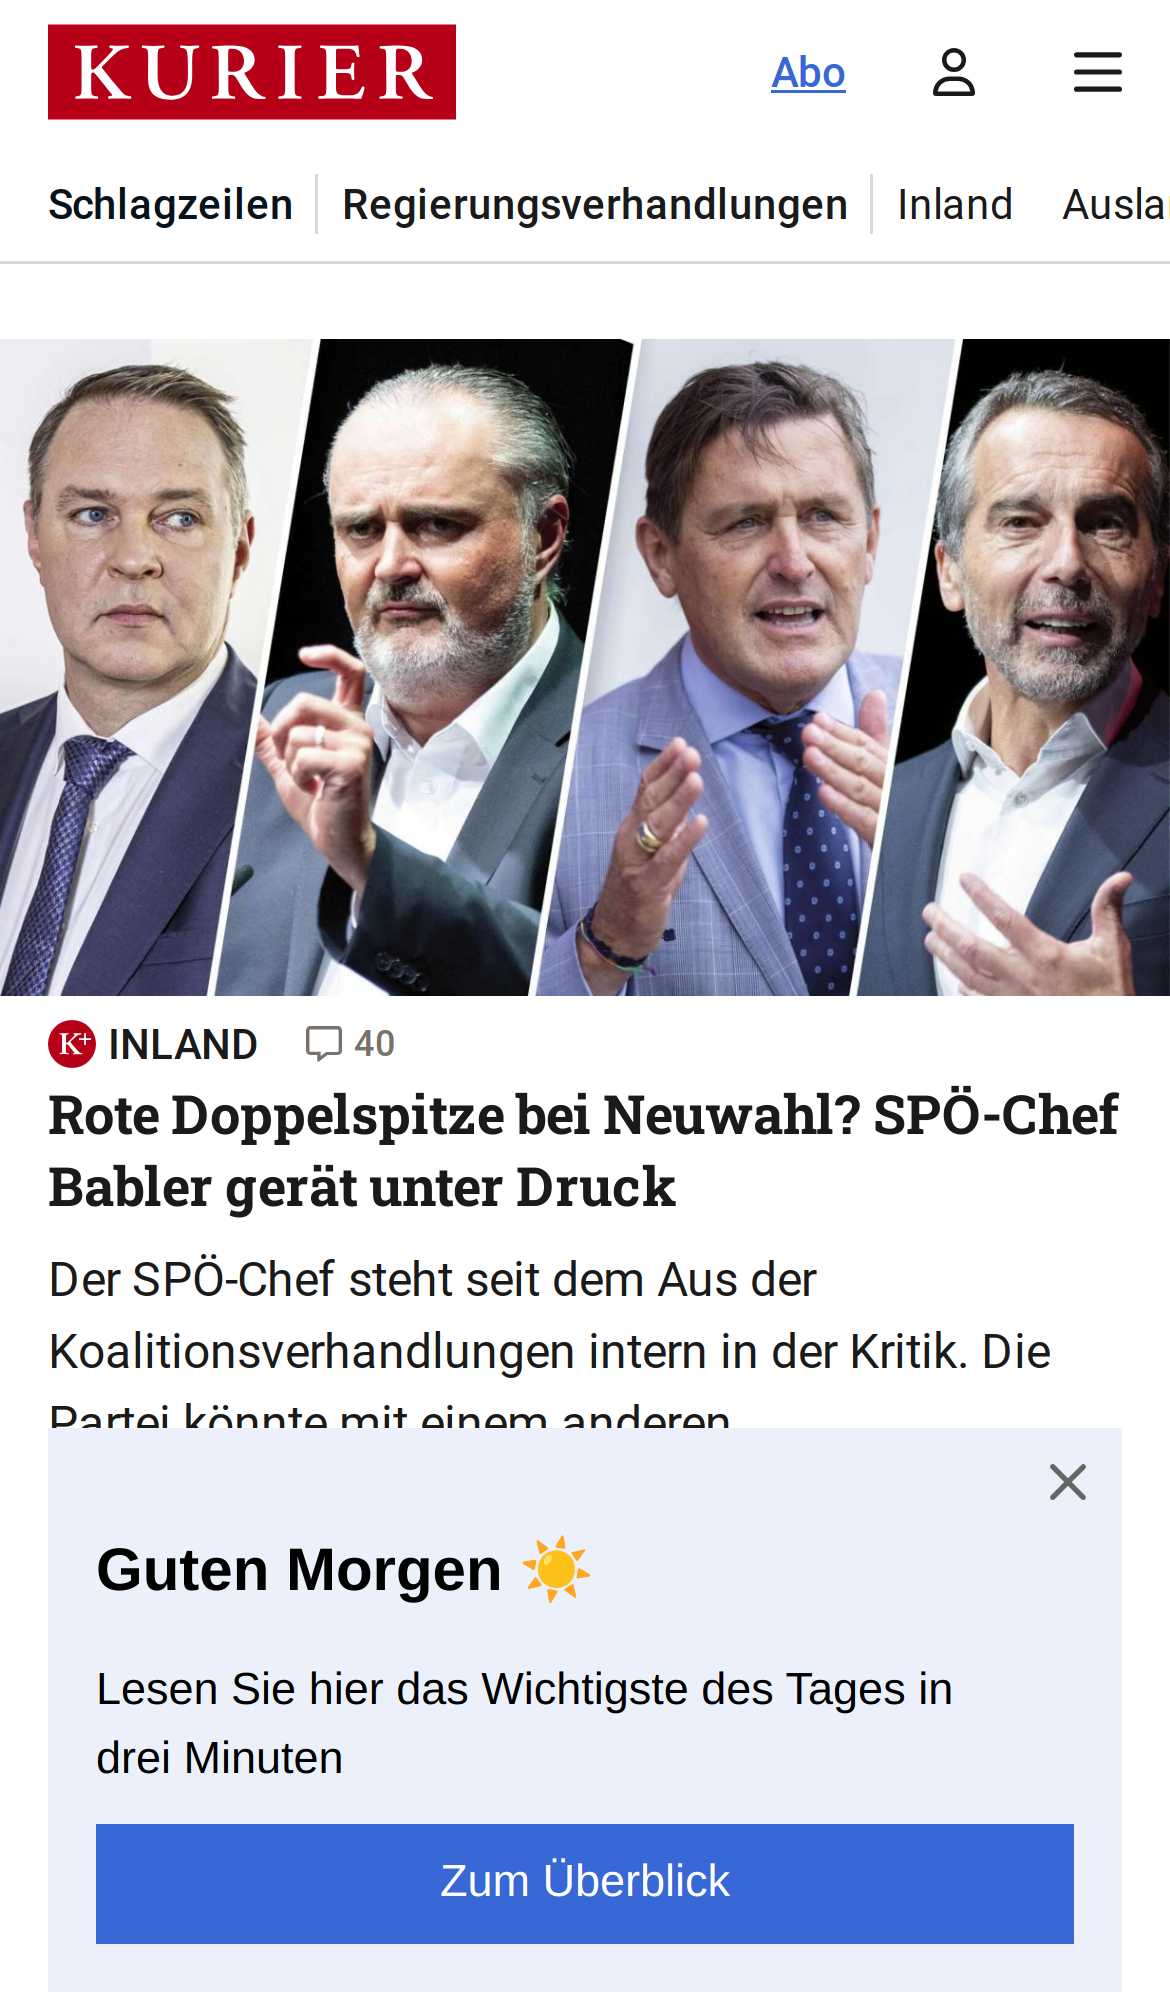 KURIER
Abo
Schlagzeilen
Regierungsverhandlungen
Inland
Ausla
K+ INLAND
40
Rote Doppelspitze bei Neuwahl? SPÖ-Chef
Babler gerät unter Druck
Der SPÖ-Chef steht seit dem Aus der
Koalitionsverhandlungen intern in der Kritik. Die
Partei könnte mit einem anderen
Guten Morgen ☀️
Lesen Sie hier das Wichtigste des Tages in
drei Minuten
Zum Überblick